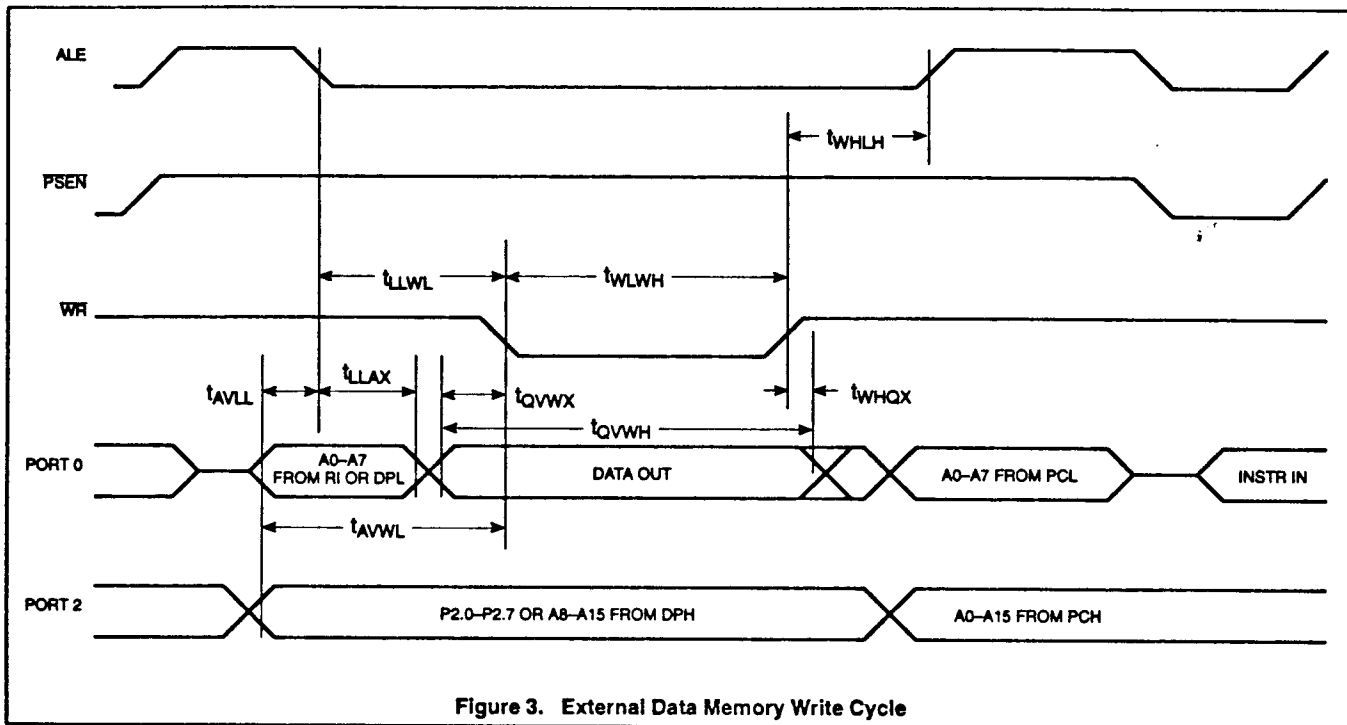 ALE
tWHLH
PSEN
tLLWL
tWLWH
WR
tAVLL
tLLAX
tQVWX
tWHQX
tQVWH
PORT 0
A0–A7
FROM RI OR DPL
DATA OUT
A0–A7 FROM PCL
INSTR IN
tAVWL
PORT 2
P2.0–P2.7 OR A8–A15 FROM DPH
A0–A15 FROM PCH
Figure 3. External Data Memory Write Cycle